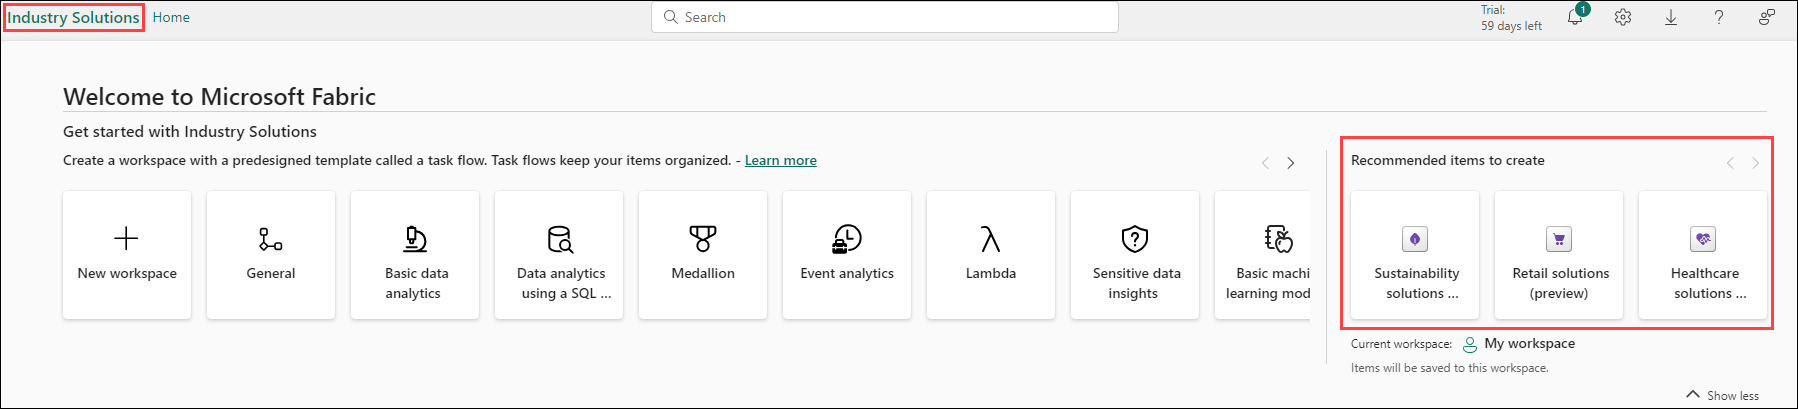 Industry Solutions Home
Search
Trial:
59 days left
1
Welcome to Microsoft Fabric
Get started with Industry Solutions
Create a workspace with a predesigned template called a task flow. Task flows keep your items organized. - Learn more
New workspace
General
Basic data
analytics
Data analytics
using a SQL ...
Medallion
Event analytics
Lambda
Sensitive data
insights
Basic machi
learning mod
Recommended items to create
Sustainability
solutions ...
Retail solutions
(preview)
Healthcare
solutions ...
Current workspace: My workspace
Items will be saved to this workspace.
Show less